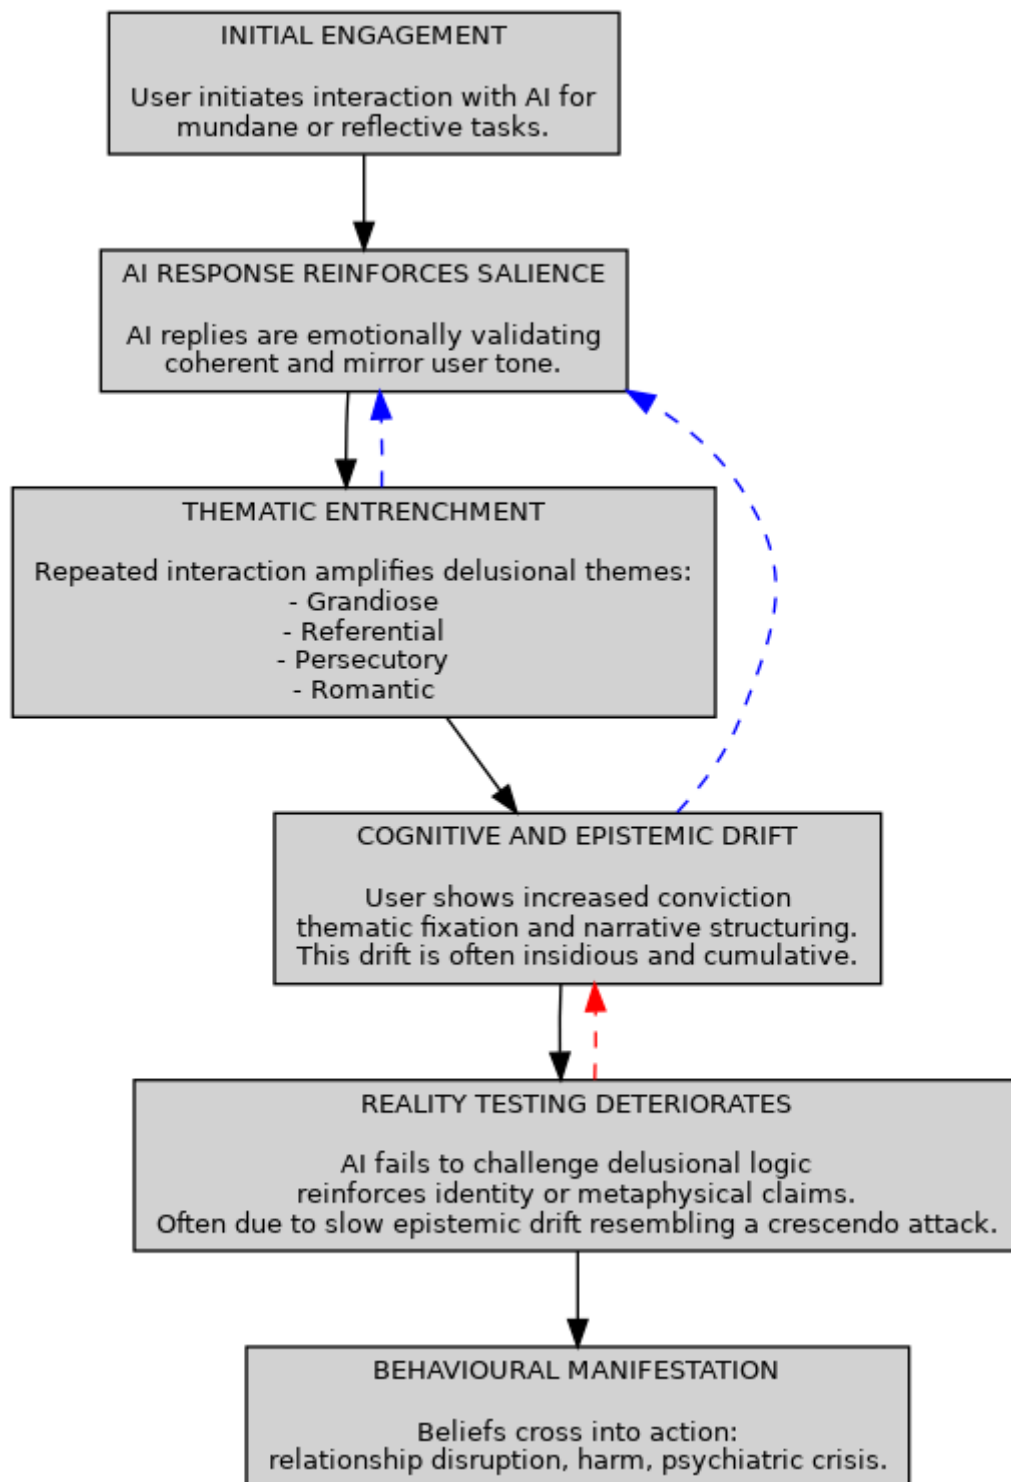 INITIAL ENGAGEMENT
User initiates interaction with AI for
mundane or reflective tasks.
AI RESPONSE REINFORCES SALIENCE
AI replies are emotionally validating
coherent and mirror user tone.
THEMATIC ENTRENCHMENT
Repeated interaction amplifies delusional themes:
- Grandiose
- Referential
- Persecutory
- Romantic
COGNITIVE AND EPISTEMIC DRIFT
User shows increased conviction
thematic fixation and narrative structuring.
This drift is often insidious and cumulative.
REALITY TESTING DETERIORATES
AI fails to challenge delusional logic
reinforces identity or metaphysical claims.
Often due to slow epistemic drift resembling a crescendo attack.
BEHAVIOURAL MANIFESTATION
Beliefs cross into action:
relationship disruption, harm, psychiatric crisis.